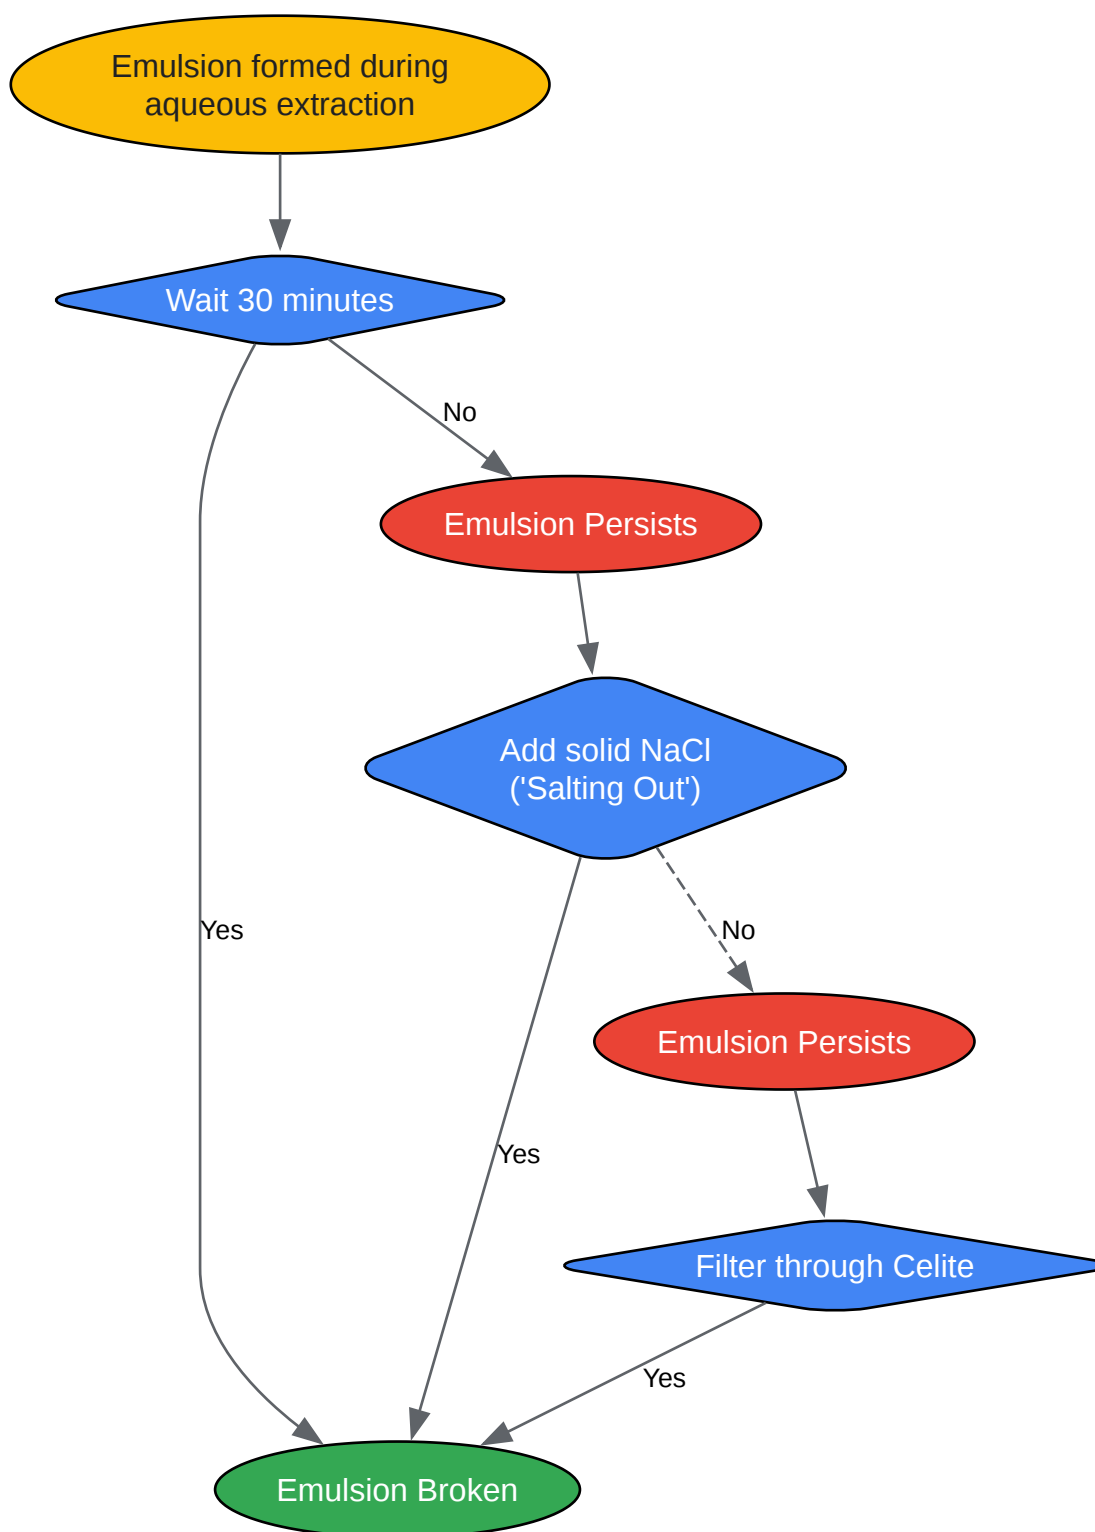 Emulsion formed during
aqueous extraction
Wait 30 minutes
No
Emulsion Persists
Add solid NaCl
('Salting Out')
Yes
No
Emulsion Persists
Yes
Filter through Celite
Yes
Emulsion Broken